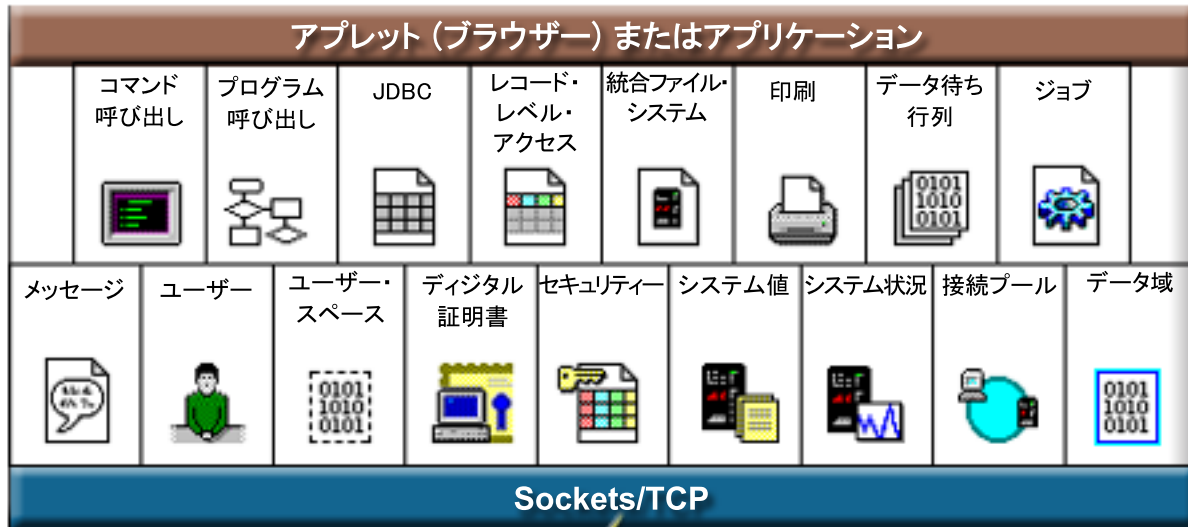 アプレット（ブラウザー）またはアプリケーション
コマンド
呼び出し
プログラム
呼び出し
JDBC
レコード・
レベル・
アクセス
統合ファイル・
システム
印刷
データ待ち
行列
ジョブ
0101
1010
0101
メッセージ
ユーザー
ユーザー・
スペース
ディジタル
証明書
セキュリティー
システム値
システム状況
接続プール
データ域
0101
1010
0101
0101
1010
0101
Sockets/TCP